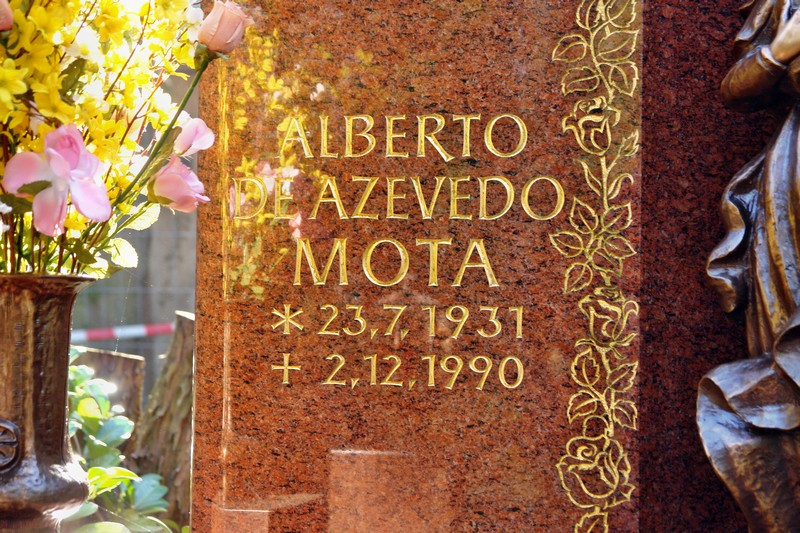 ALBERTO
DE AZEVEDO
MOTA
* 23.7.1931
+ 2.12.1990